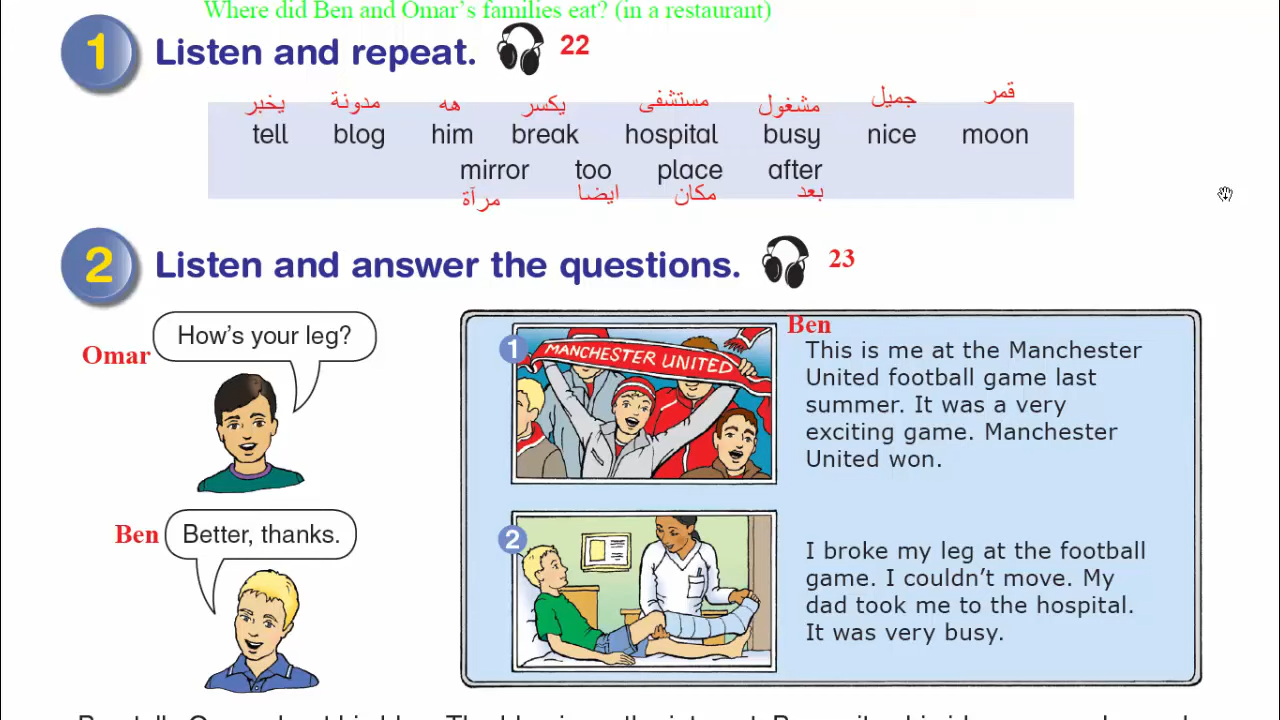 Where did Ben and Omar's families eat? (in a restaurant)
1 Listen and repeat. 22
يخبر مدونة هه يكسر مستشفى مشغول جميل قمر
tell blog him break hospital busy nice moon
mirror too place after
مرآة ايضا مكان بعد
2 Listen and answer the questions. 23
Omar
How's your leg?
Ben
Better, thanks.
1
MANCHESTER UNITED
Ben
This is me at the Manchester
United football game last
summer. It was a very
exciting game. Manchester
United won.
2
I broke my leg at the football
game. I couldn't move. My
dad took me to the hospital.
It was very busy.